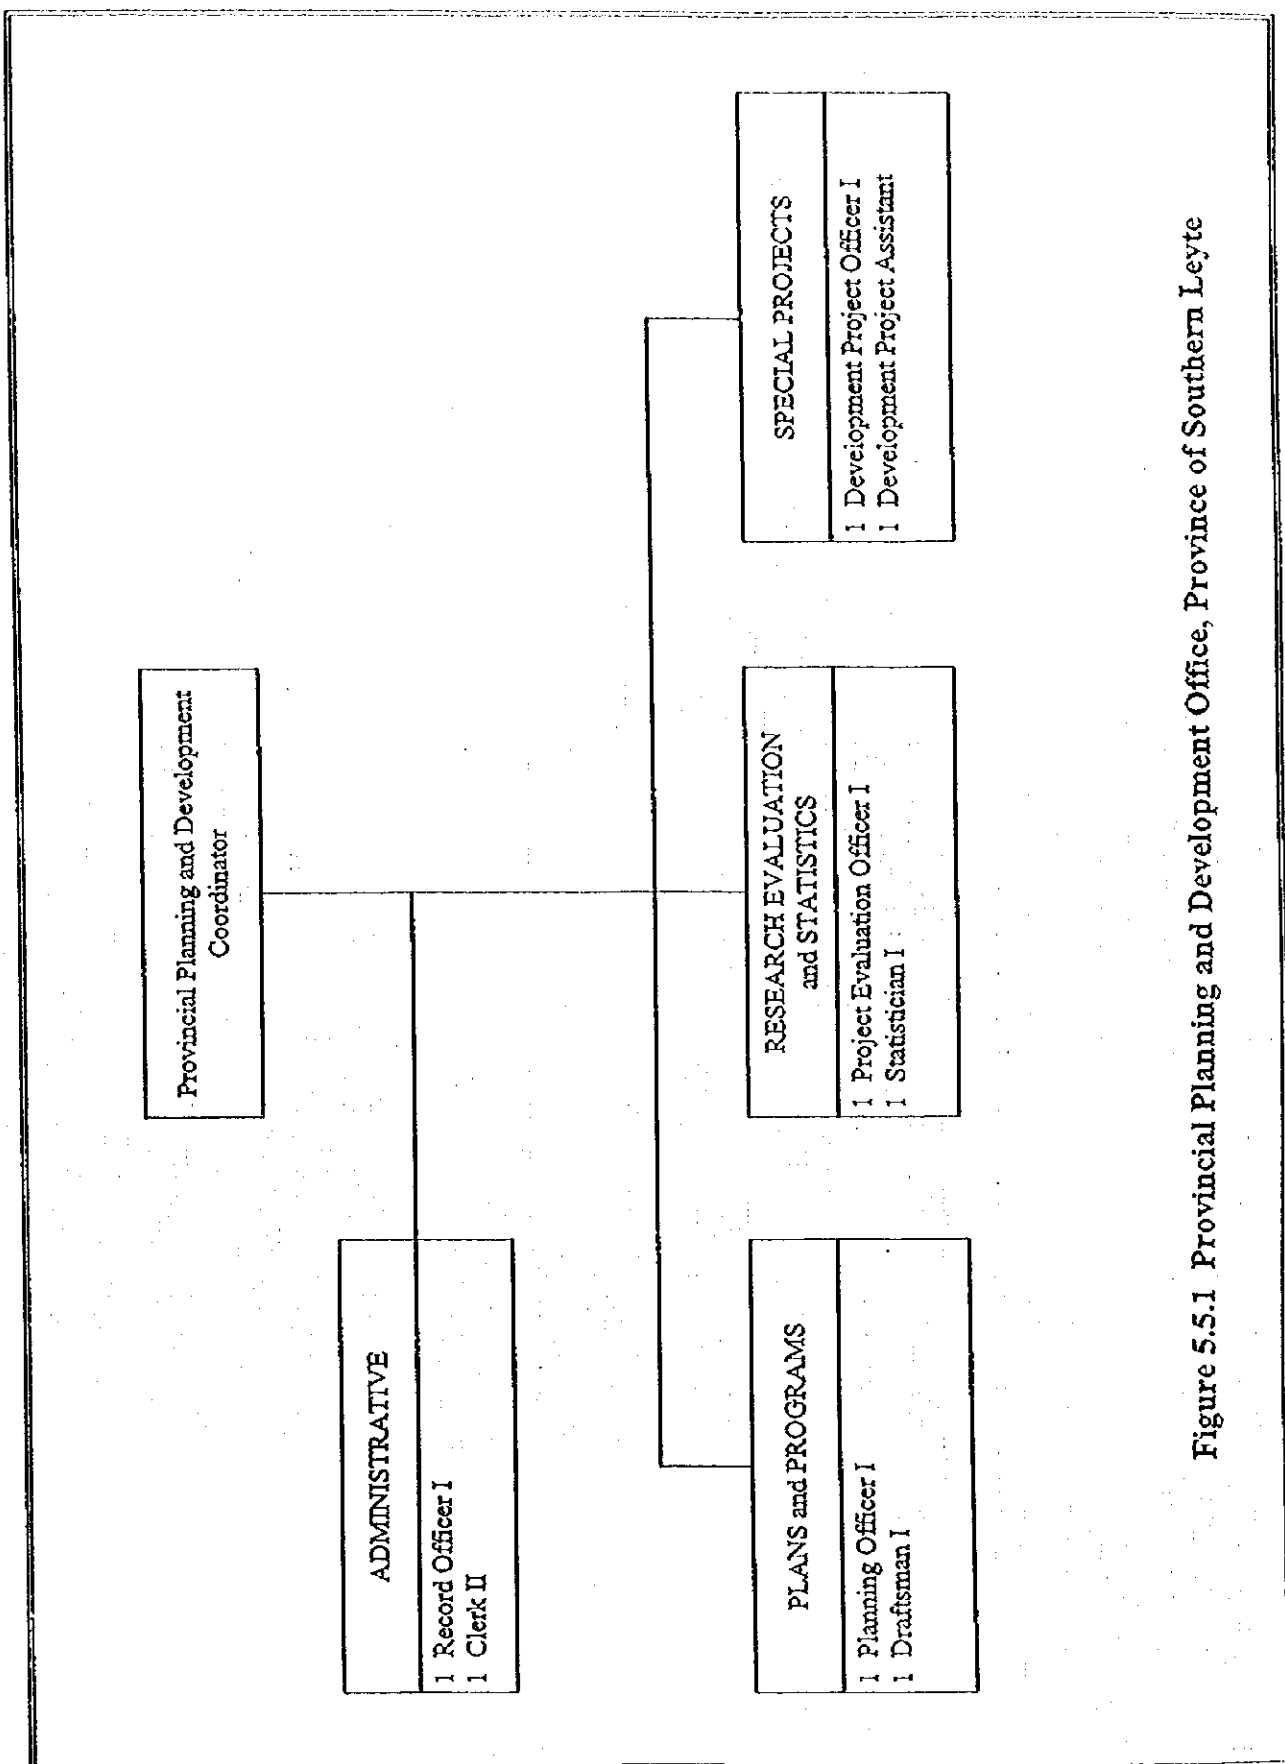 Provincial Planning and Development
Coordinator
ADMINISTRATIVE
1 Record Officer I
1 Clerk II
PLANS and PROGRAMS
1 Planning Officer I
1 Draftsman I
RESEARCH EVALUATION
and STATISTICS
1 Project Evaluation Officer I
1 Statistician I
SPECIAL PROJECTS
1 Development Project Officer I
1 Development Project Assistant
Figure 5.5.1 Provincial Planning and Development Office, Province of Southern Leyte